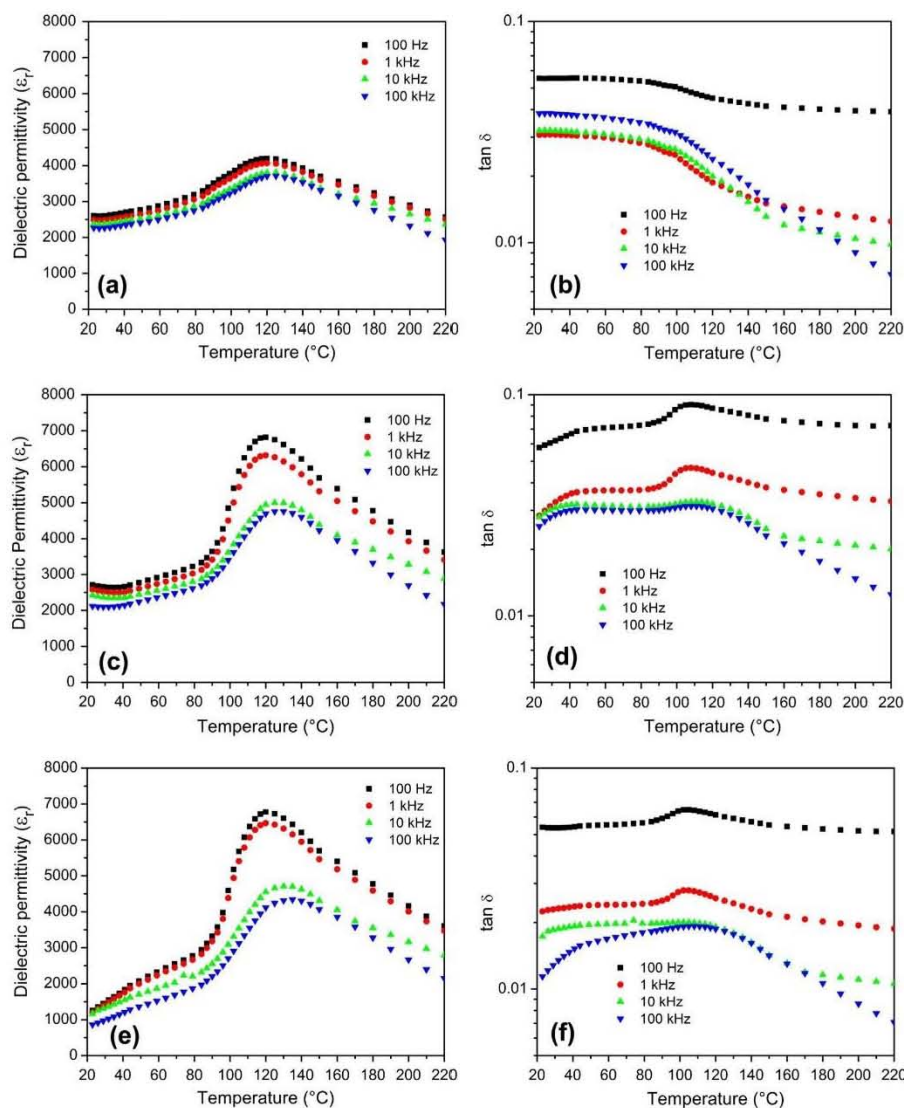 8000
7000
6000
5000
4000
3000
2000
1000
0
Dielectric permittivity (εr)
100 Hz
1 kHz
10 kHz
100 kHz
(a)
20 40 60 80 100 120 140 160 180 200 220
Temperature (°C)
0.1
0.01
tan δ
100 Hz
1 kHz
10 kHz
100 kHz
(b)
20 40 60 80 100 120 140 160 180 200 220
Temperature (°C)
8000
7000
6000
5000
4000
3000
2000
1000
0
Dielectric Permittivity (εr)
100 Hz
1 kHz
10 kHz
100 kHz
(c)
20 40 60 80 100 120 140 160 180 200 220
Temperature (°C)
0.1
0.01
tan δ
100 Hz
1 kHz
10 kHz
100 kHz
(d)
20 40 60 80 100 120 140 160 180 200 220
Temperature (°C)
8000
7000
6000
5000
4000
3000
2000
1000
0
Dielectric permittivity (εr)
100 Hz
1 kHz
10 kHz
100 kHz
(e)
20 40 60 80 100 120 140 160 180 200 220
Temperature (°C)
0.1
0.01
tan δ
100 Hz
1 kHz
10 kHz
100 kHz
(f)
20 40 60 80 100 120 140 160 180 200 220
Temperature (°C)